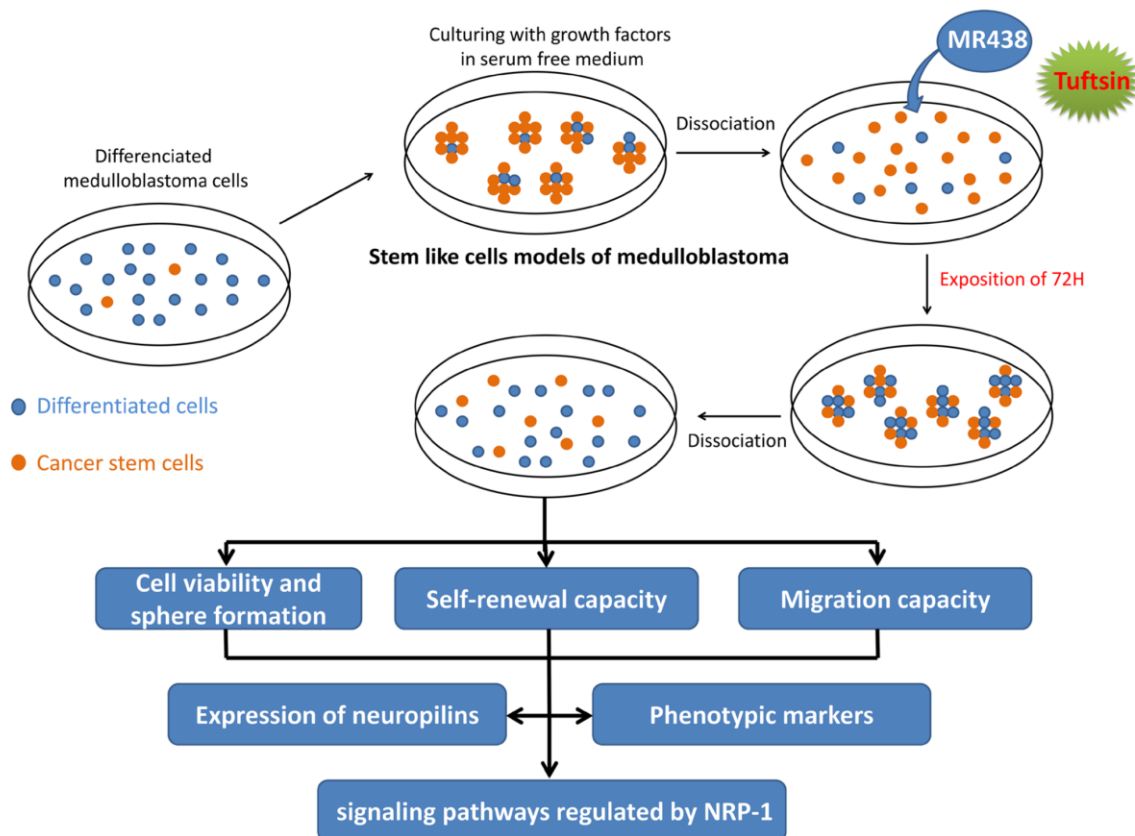 Culturing with growth factors
in serum free medium
MR438
Tuftsin
Dissociation
Differenciated
medulloblastoma cells
Stem like cells models of medulloblastoma
Exposition of 72H
Differentiated cells
Dissociation
Cancer stem cells
Cell viability and
sphere formation
Self-renewal capacity
Migration capacity
Expression of neuropilins
Phenotypic markers
signaling pathways regulated by NRP-1